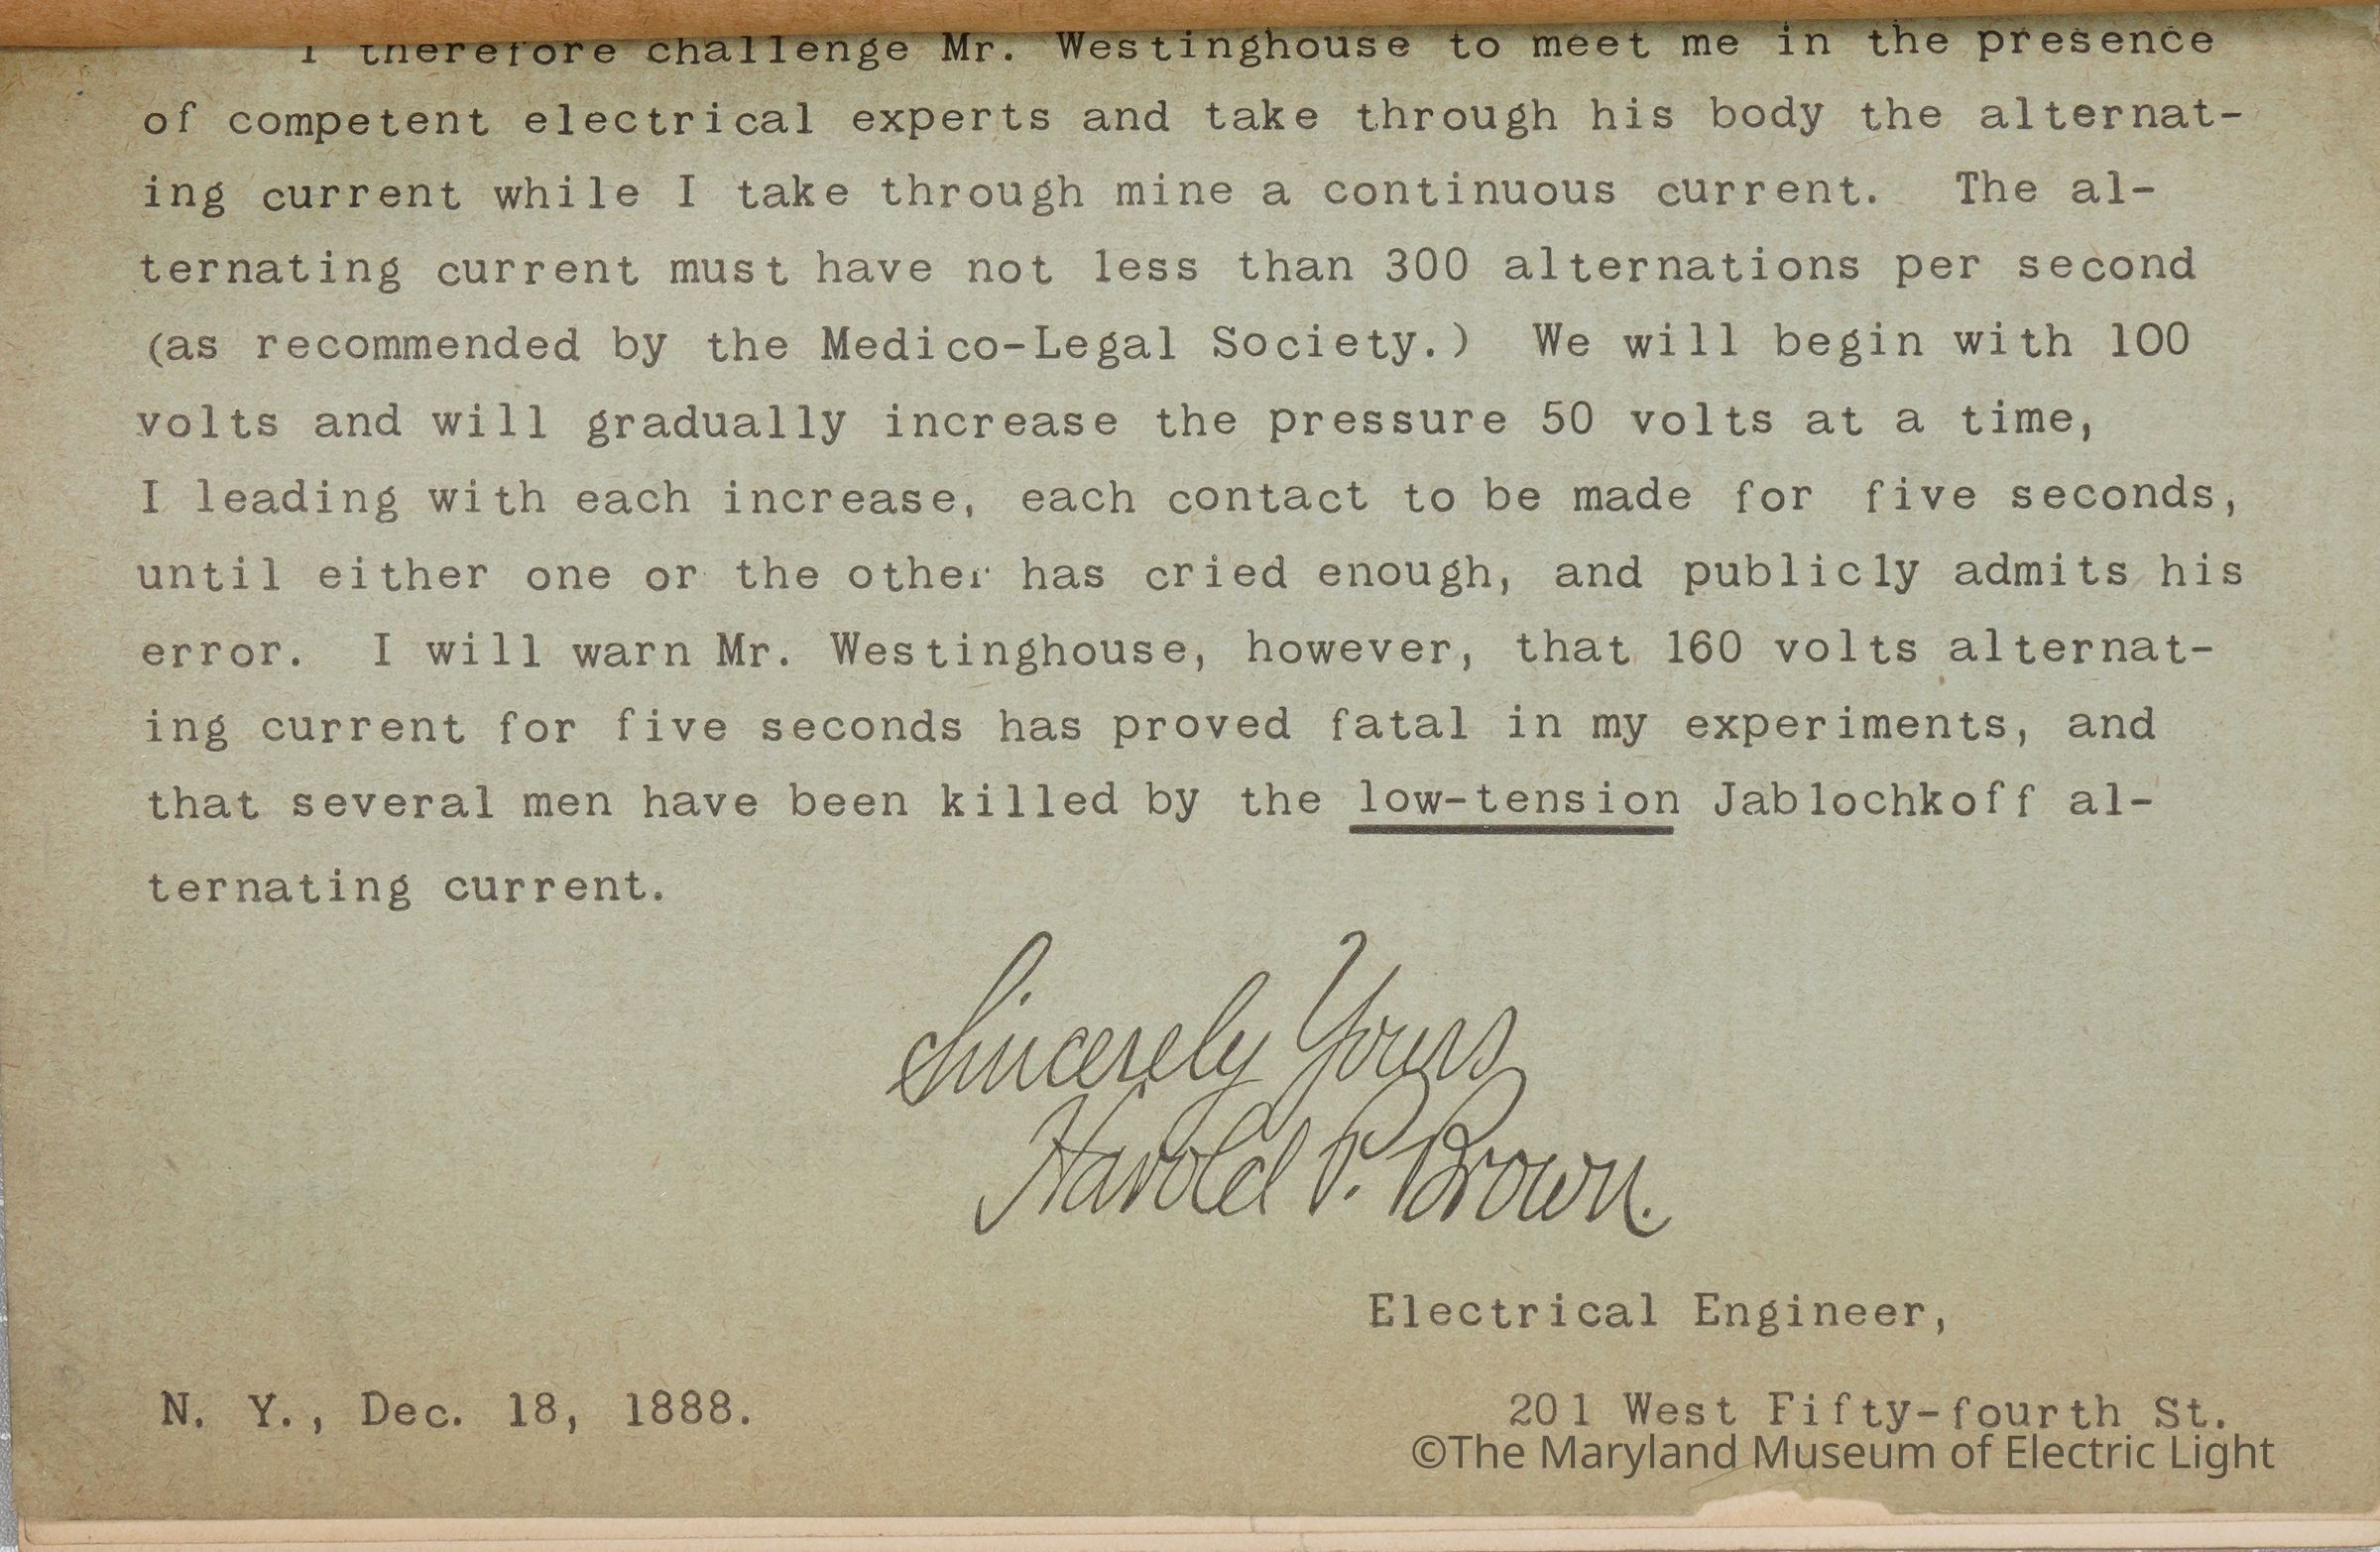 I therefore challenge Mr. Westinghouse to meet me in the presence
of competent electrical experts and take through his body the alternat-
ing current while I take through mine a continuous current. The al-
ternating current must have not less than 300 alternations per second
(as recommended by the Medico-Legal Society.) We will begin with 100
volts and will gradually increase the pressure 50 volts at a time,
I leading with each increase, each contact to be made for five seconds,
until either one or the other has cried enough, and publicly admits his
error. I will warn Mr. Westinghouse, however, that 160 volts alternat-
ing current for five seconds has proved fatal in my experiments, and
that several men have been killed by the low-tension Jablochkoff al-
ternating current.
Sincerely Yours
Harold P. Brown.
Electrical Engineer,
N. Y., Dec. 18, 1888.
201 West Fifty-fourth St.
©The Maryland Museum of Electric Light